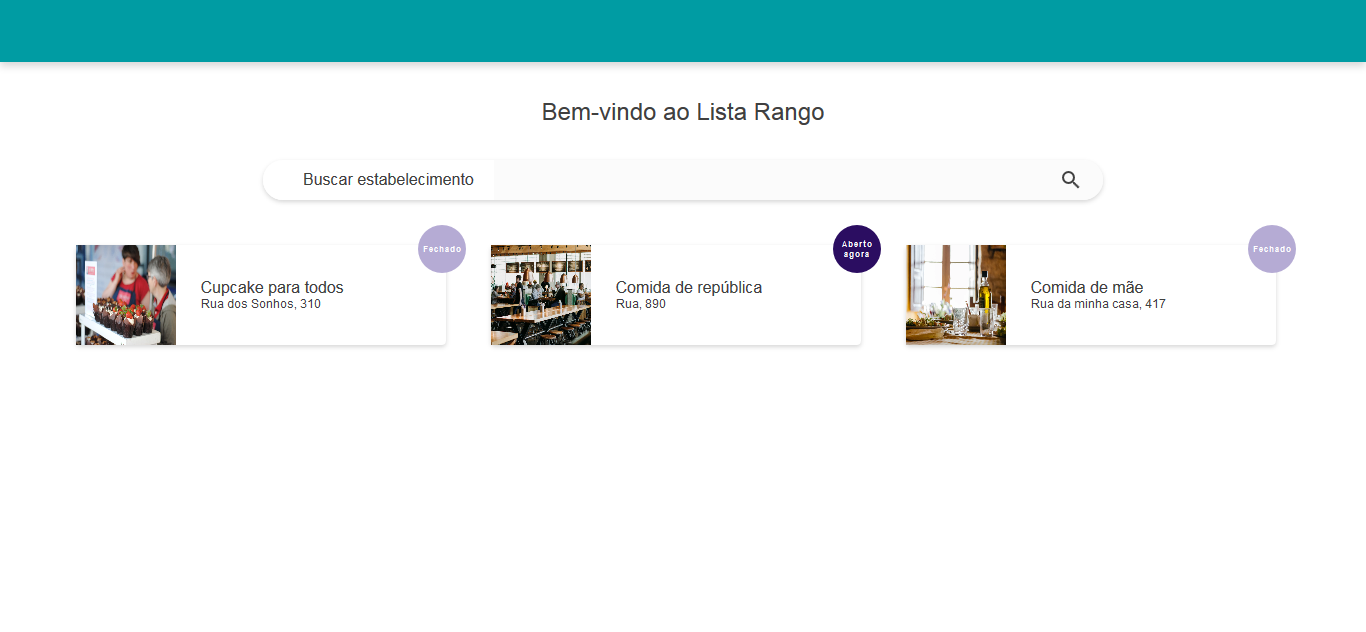 Bem-vindo ao Lista Rango
Buscar estabelecimento
Fechado
Cupcake para todos
Rua dos Sonhos, 310
Aberto
agora
Comida de república
Rua, 890
Fechado
Comida de mãe
Rua da minha casa, 417